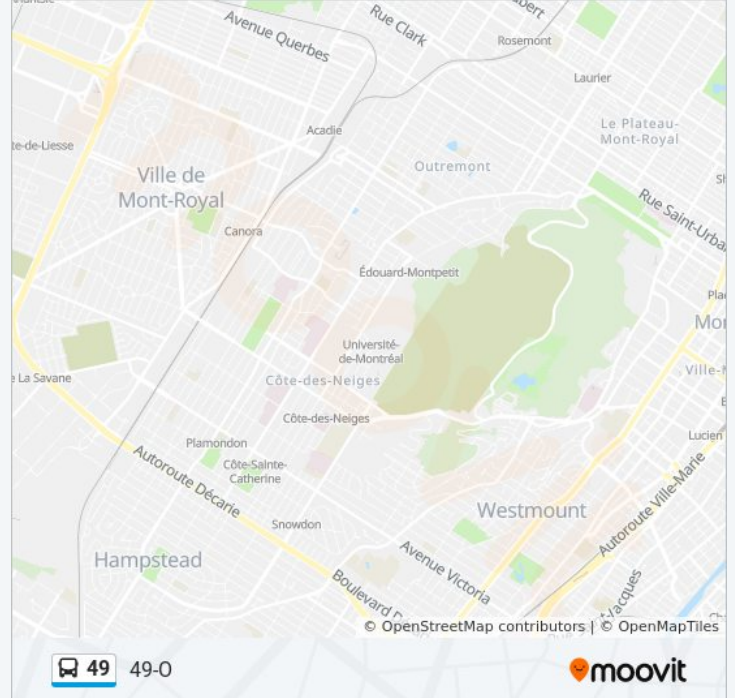 Avenue Querbes
Rue Clark
Rosemont
Laurier
Acadie
Le Plateau-
Mont-Royal
Outremont
Ville de
Mont-Royal
Rue Saint-Urba
Canora
Édouard-Montpetit
Université-
de-Montréal
Côte-des-Neiges
La Savane
Côte-des-Neiges
Lucien
Plamondon
Autoroute Décarie
Côte-Sainte-
Catherine
Autoroute Ville-Marie
Westmount
Snowdon
Avenue Victoria
Hampstead
Boulevard D
© OpenStreetMap contributors | © OpenMapTiles
49 49-O
moovit